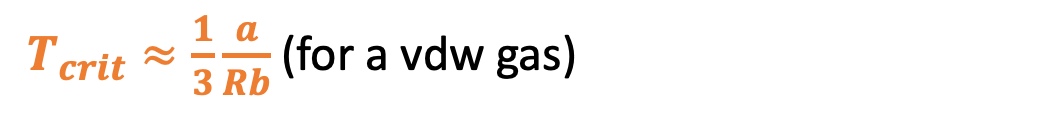 T_crit ≈ 1/3 a/Rb (for a vdw gas)